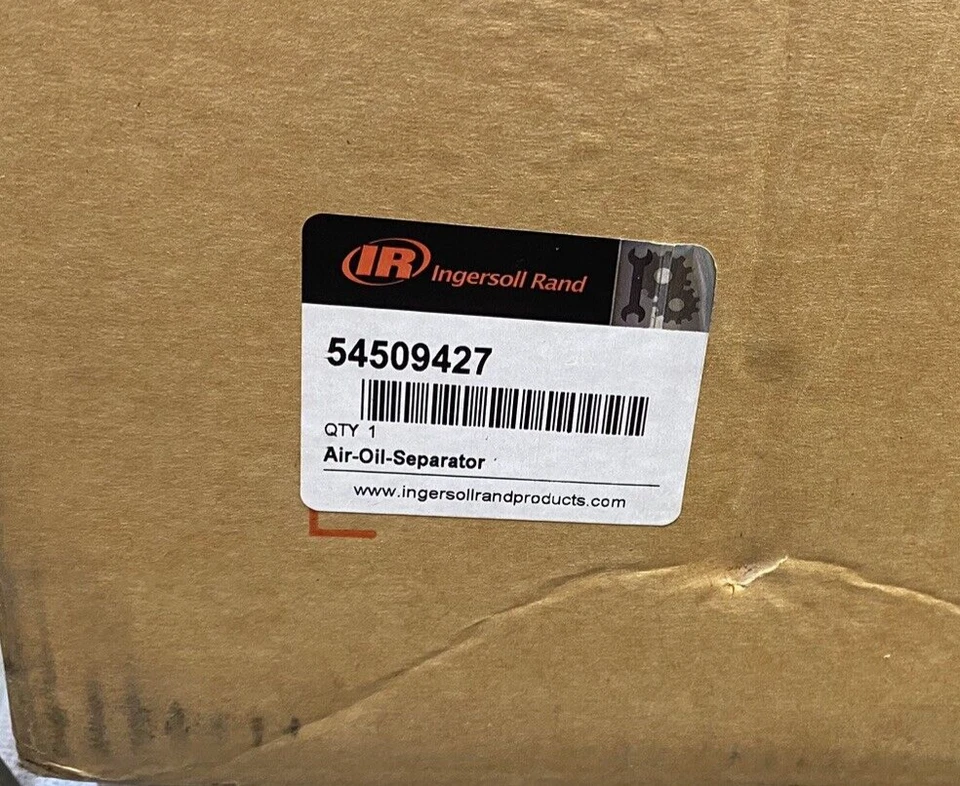 IR Ingersoll Rand
54509427
QTY 1
Air-Oil-Separator
www.ingersollrandproducts.com